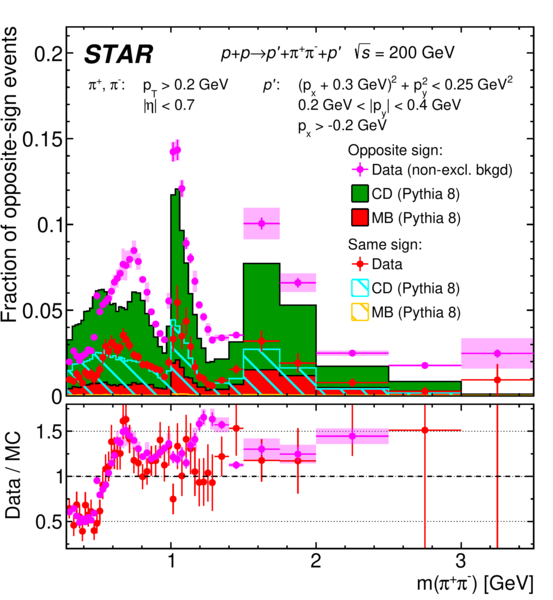 STAR p+p→p′+π⁺π⁻+p′ √s = 200 GeV
π⁺, π⁻: p_T > 0.2 GeV p′: (p_x + 0.3 GeV)² + p_y² < 0.25 GeV²
|η| < 0.7 0.2 GeV < |p_y| < 0.4 GeV
p_x > -0.2 GeV
Opposite sign:
Data (non-excl. bkgd)
CD (Pythia 8)
MB (Pythia 8)
Same sign:
Data
CD (Pythia 8)
MB (Pythia 8)
Fraction of opposite-sign events
0.2
0.15
0.1
0.05
0
Data / MC
1.5
1
0.5
1 2 3
m(π⁺π⁻) [GeV]